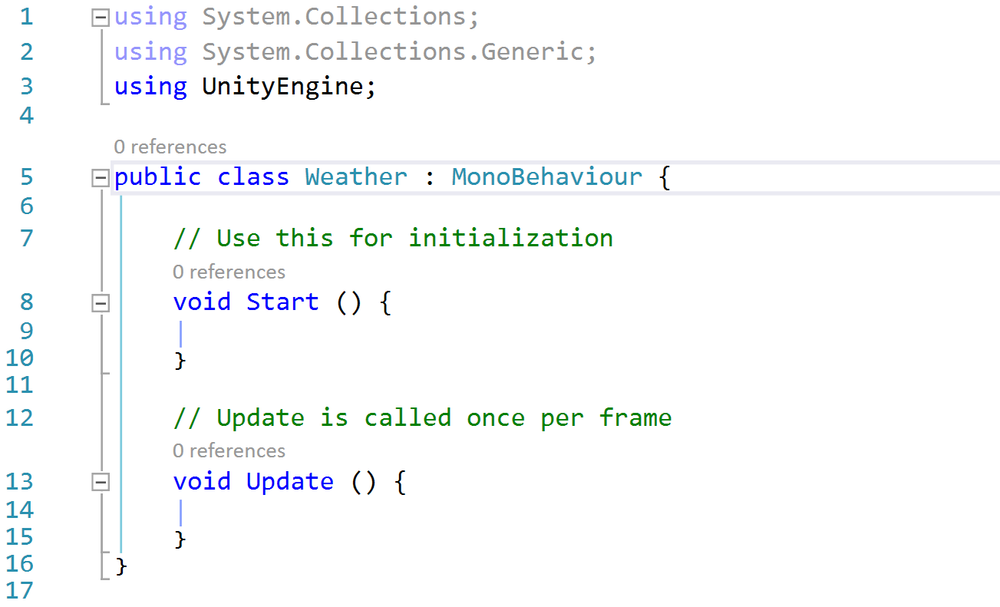 1 using System.Collections;
2 using System.Collections.Generic;
3 using UnityEngine;
4
0 references
5 public class Weather : MonoBehaviour {
6
7 // Use this for initialization
0 references
8 void Start () {
9
10 }
11
12 // Update is called once per frame
0 references
13 void Update () {
14
15 }
16 }
17